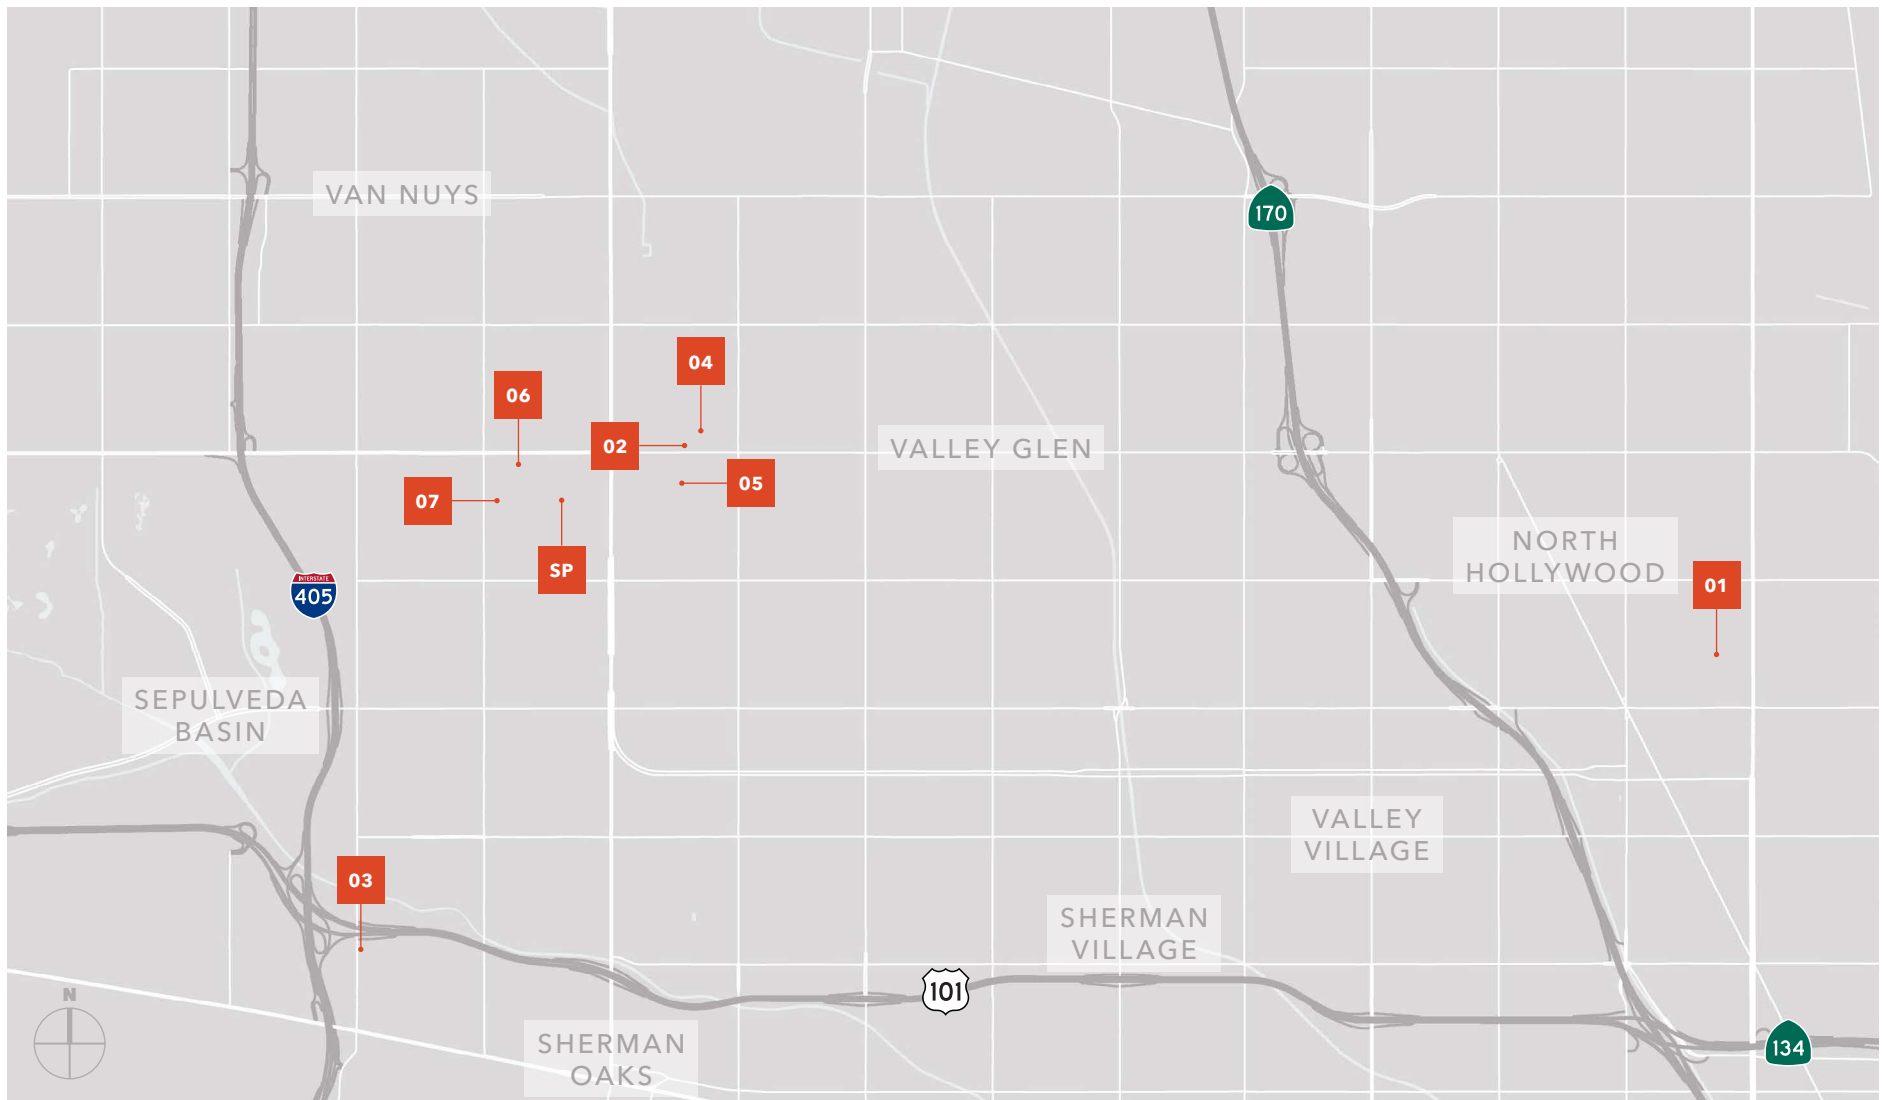 VAN NUYS
170
04
06
02
VALLEY GLEN
05
07
NORTH
HOLLYWOOD
SP
01
INTERSTATE
405
SEPULVEDA
BASIN
VALLEY
VILLAGE
03
SHERMAN
VILLAGE
101
N
SHERMAN
OAKS
134